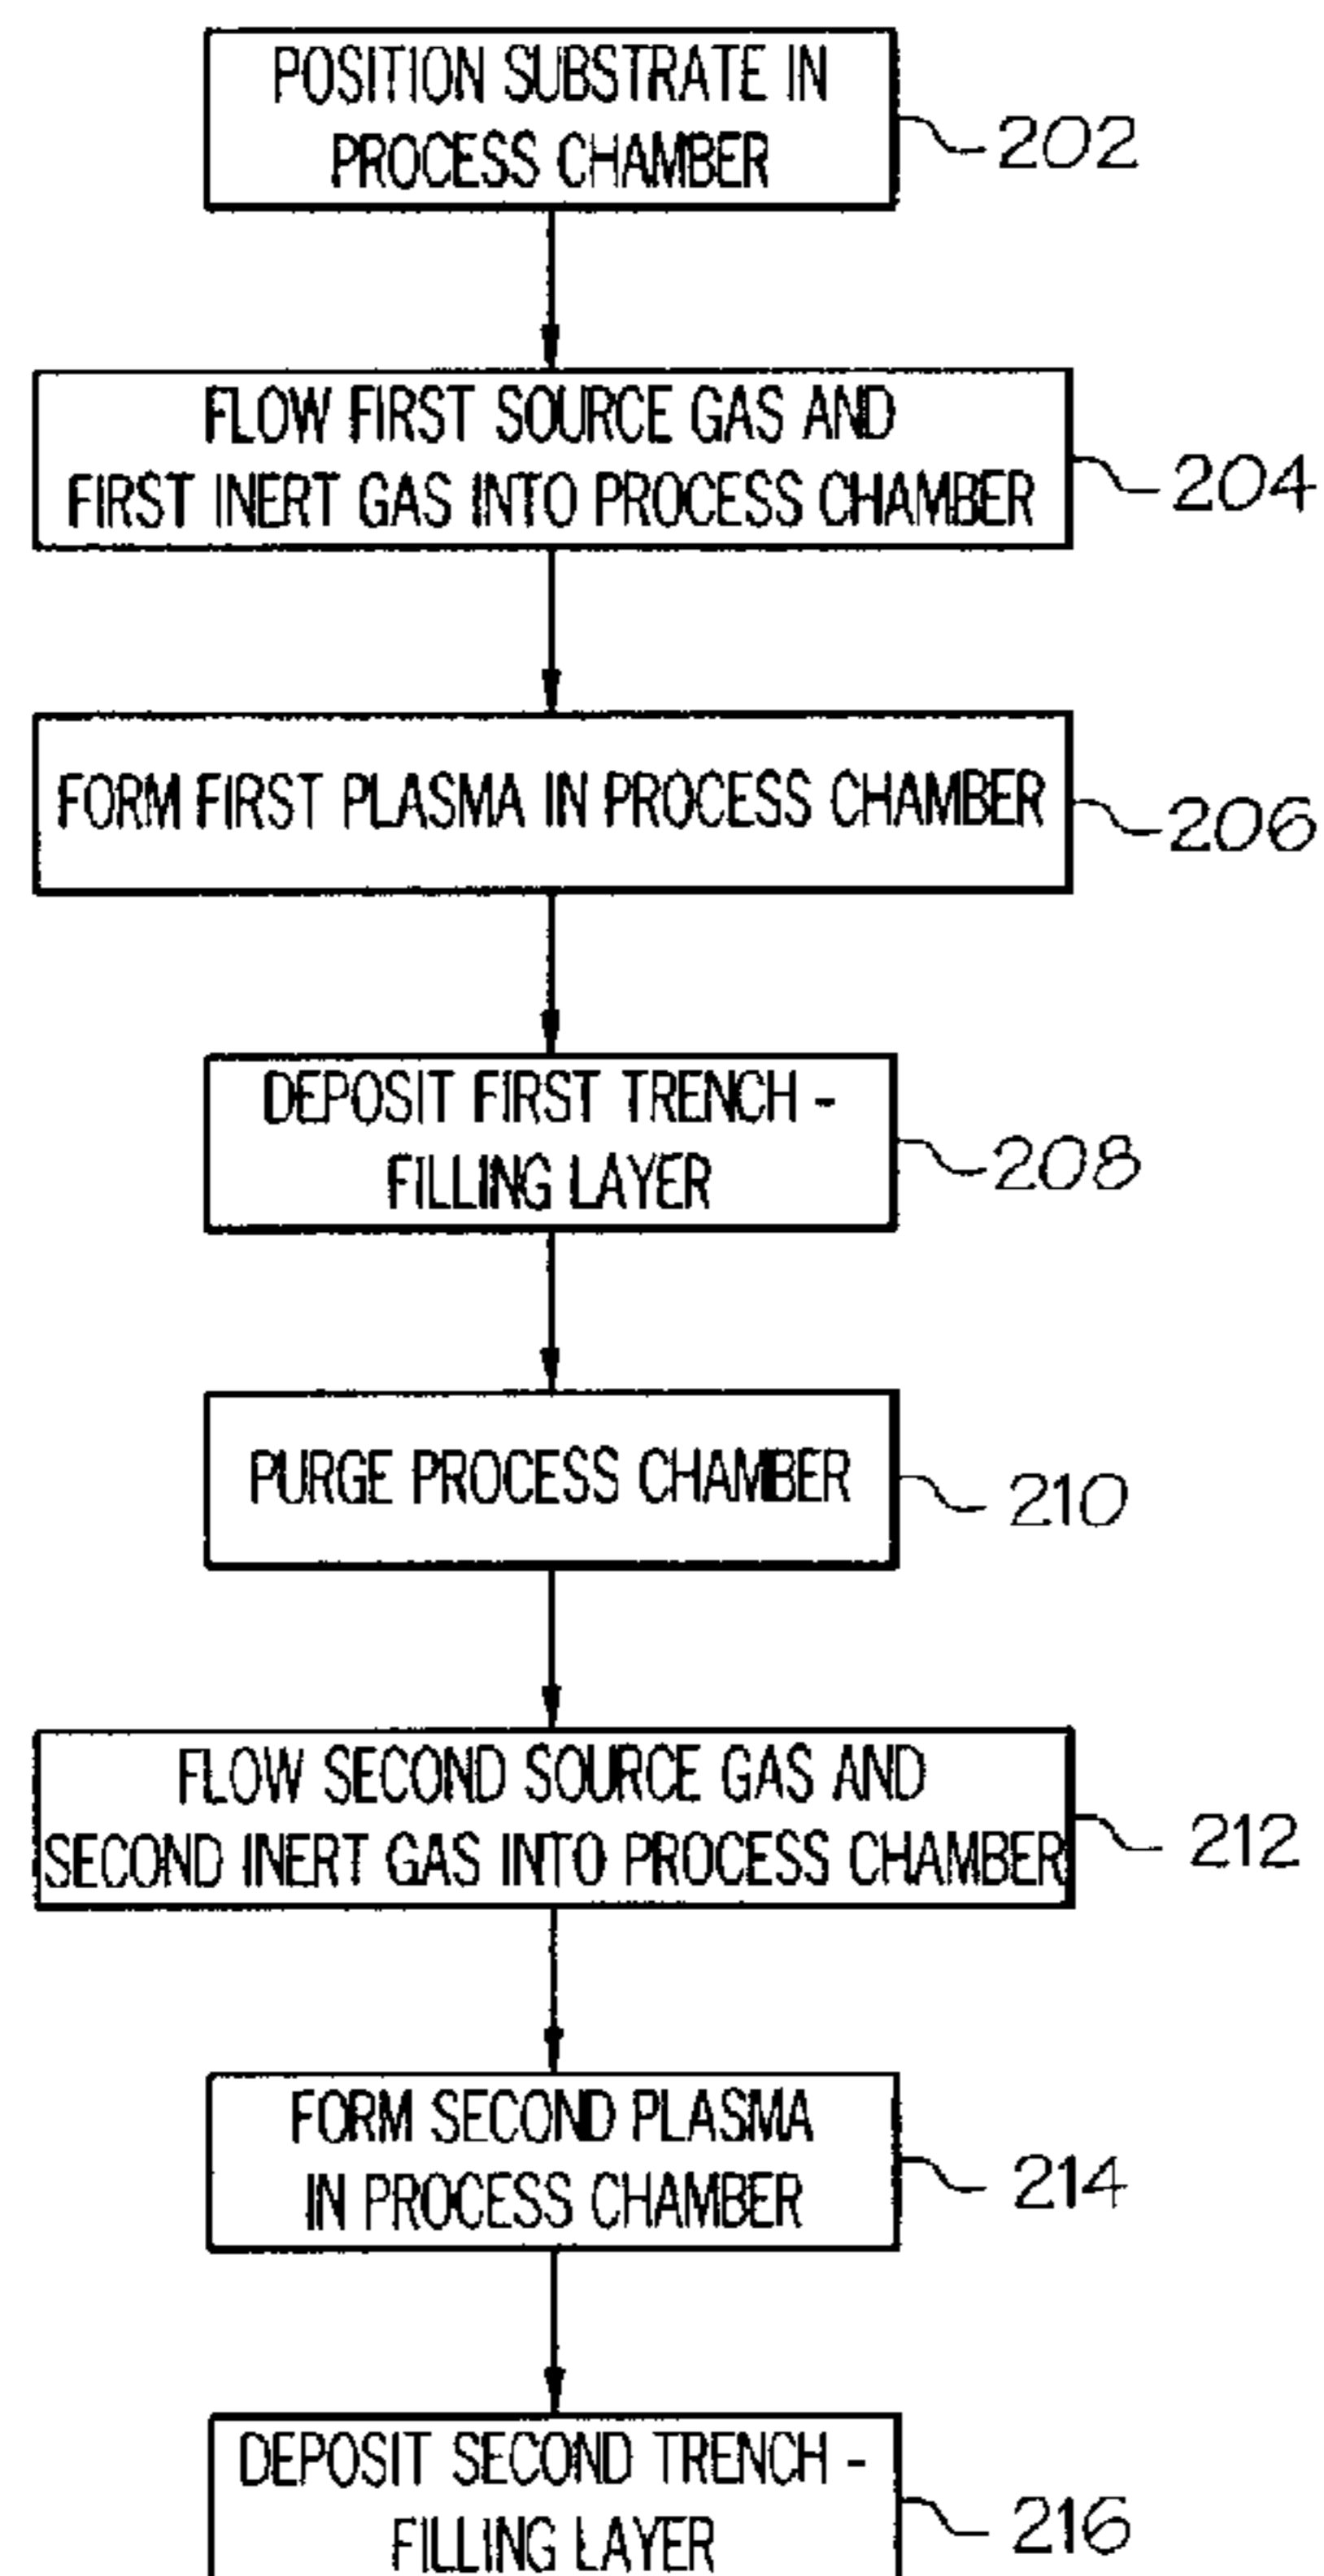 POSITION SUBSTRATE IN
PROCESS CHAMBER
202
FLOW FIRST SOURCE GAS AND
FIRST INERT GAS INTO PROCESS CHAMBER
204
FORM FIRST PLASMA IN PROCESS CHAMBER
206
DEPOSIT FIRST TRENCH -
FILLING LAYER
208
PURGE PROCESS CHAMBER
210
FLOW SECOND SOURCE GAS AND
SECOND INERT GAS INTO PROCESS CHAMBER
212
FORM SECOND PLASMA
IN PROCESS CHAMBER
214
DEPOSIT SECOND TRENCH -
FILLING LAYER
216